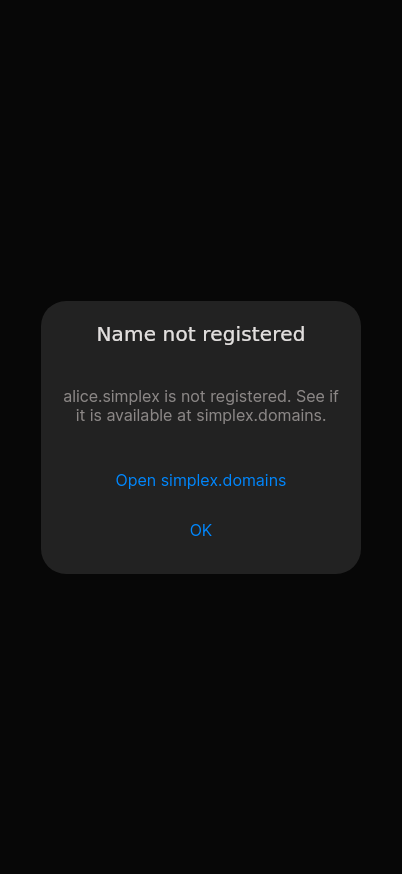 Name not registered
alice.simplex is not registered. See if
it is available at simplex.domains.
Open simplex.domains
OK